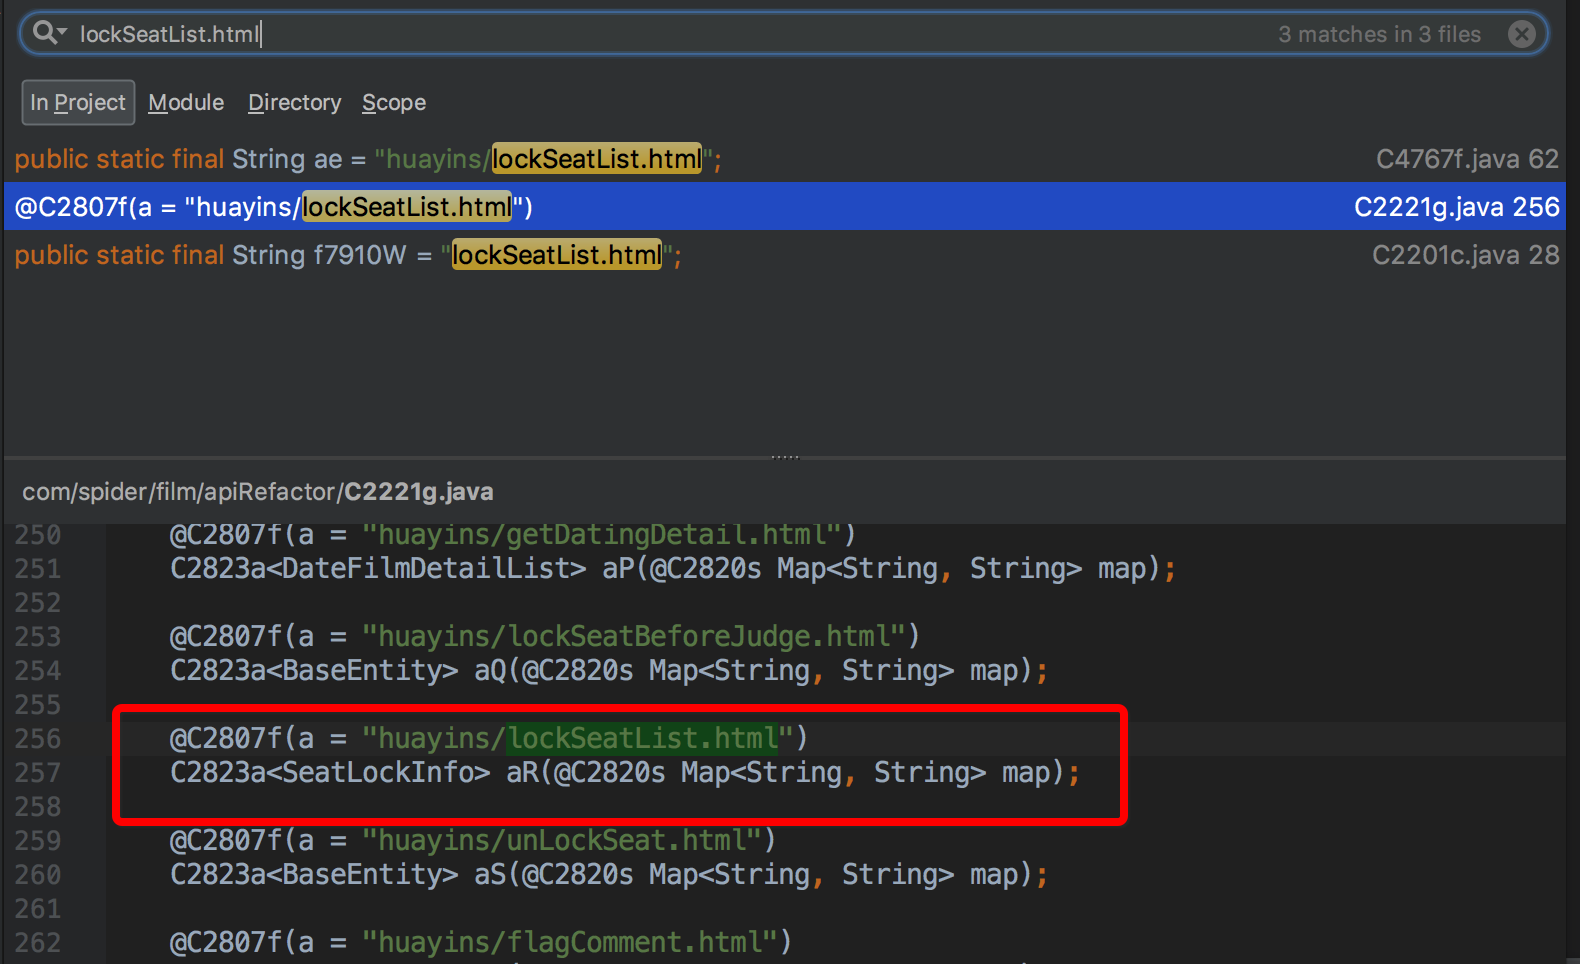 lockSeatList.html 3 matches in 3 files
In Project Module Directory Scope
public static final String ae = "huayins/lockSeatList.html"; C4767f.java 62
@C2807f(a = "huayins/lockSeatList.html") C2221g.java 256
public static final String f7910W = "lockSeatList.html"; C2201c.java 28
com/spider/film/apiRefactor/C2221g.java
250 @C2807f(a = "huayins/getDatingDetail.html")
251 C2823a<DateFilmDetailList> aP(@C2820s Map<String, String> map);
252
253 @C2807f(a = "huayins/lockSeatBeforeJudge.html")
254 C2823a<BaseEntity> aQ(@C2820s Map<String, String> map);
255
256 @C2807f(a = "huayins/lockSeatList.html")
257 C2823a<SeatLockInfo> aR(@C2820s Map<String, String> map);
258
259 @C2807f(a = "huayins/unLockSeat.html")
260 C2823a<BaseEntity> aS(@C2820s Map<String, String> map);
261
262 @C2807f(a = "huayins/flagComment.html")